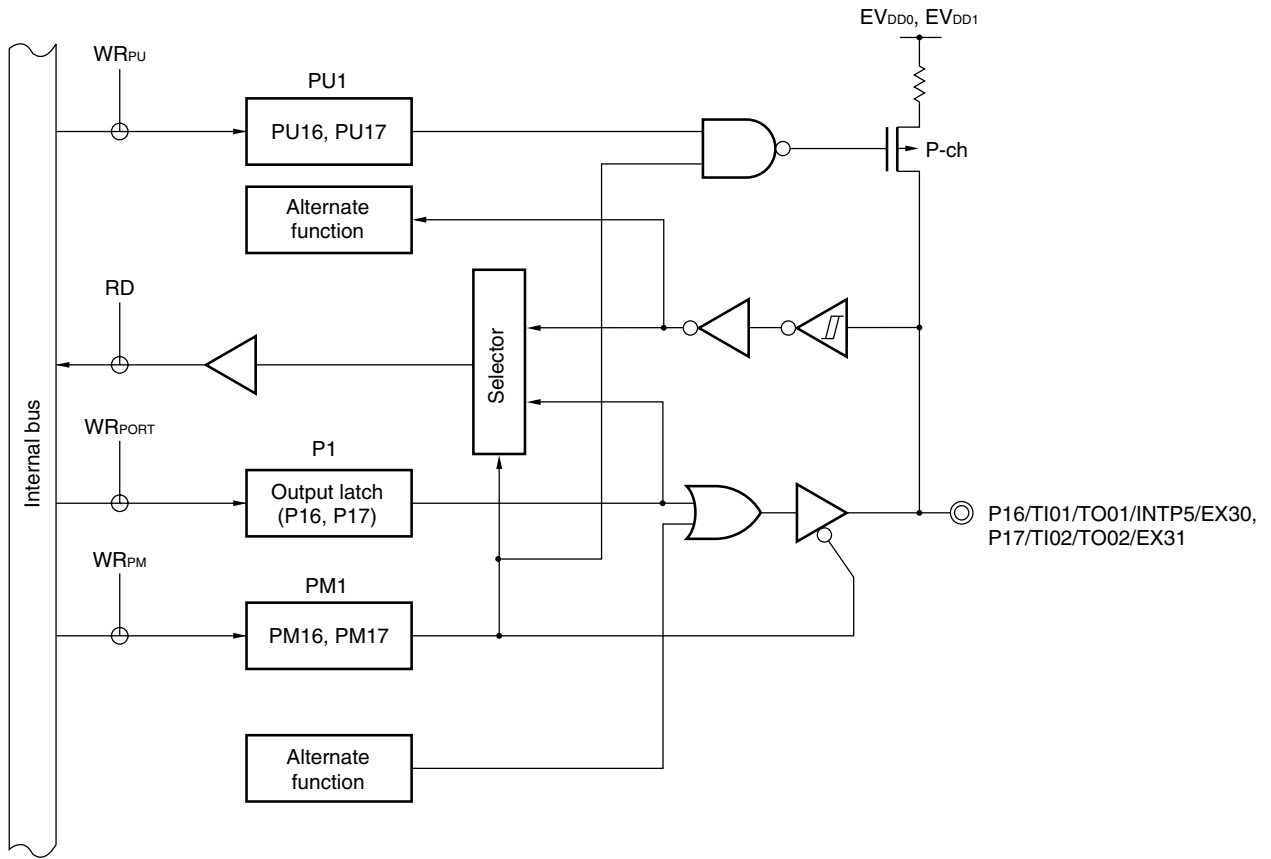 EVDD0, EVDD1
WRPU
PU1
PU16, PU17
P-ch
Alternate
function
RD
Selector
Internal bus
WRPORT
P1
Output latch
(P16, P17)
P16/TI01/TO01/INTP5/EX30,
P17/TI02/TO02/EX31
WRPM
PM1
PM16, PM17
Alternate
function